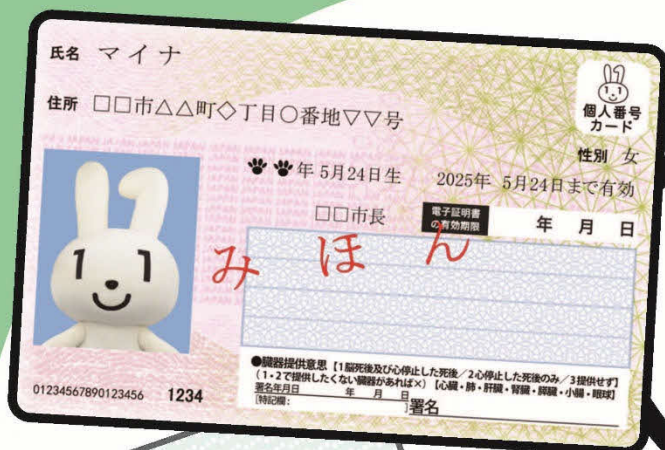 氏名 マイナ
住所 □□市△△町◇丁目○番地▽▽号
個人番号
カード
性別 女
年 5月24日生 2025年 5月24日まで有効
□□市長 電子証明書の有効期限 年 月 日
みほん
●臓器提供意思【1脳死後及び心停止した死後／2心停止した死後のみ／3提供せず】
(1・2で提供したくない臓器があれば×)【心臓・肺・肝臓・腎臓・膵臓・小腸・眼球】
署名年月日 年 月 日
[特記欄: ]署名
01234567890123456 1234